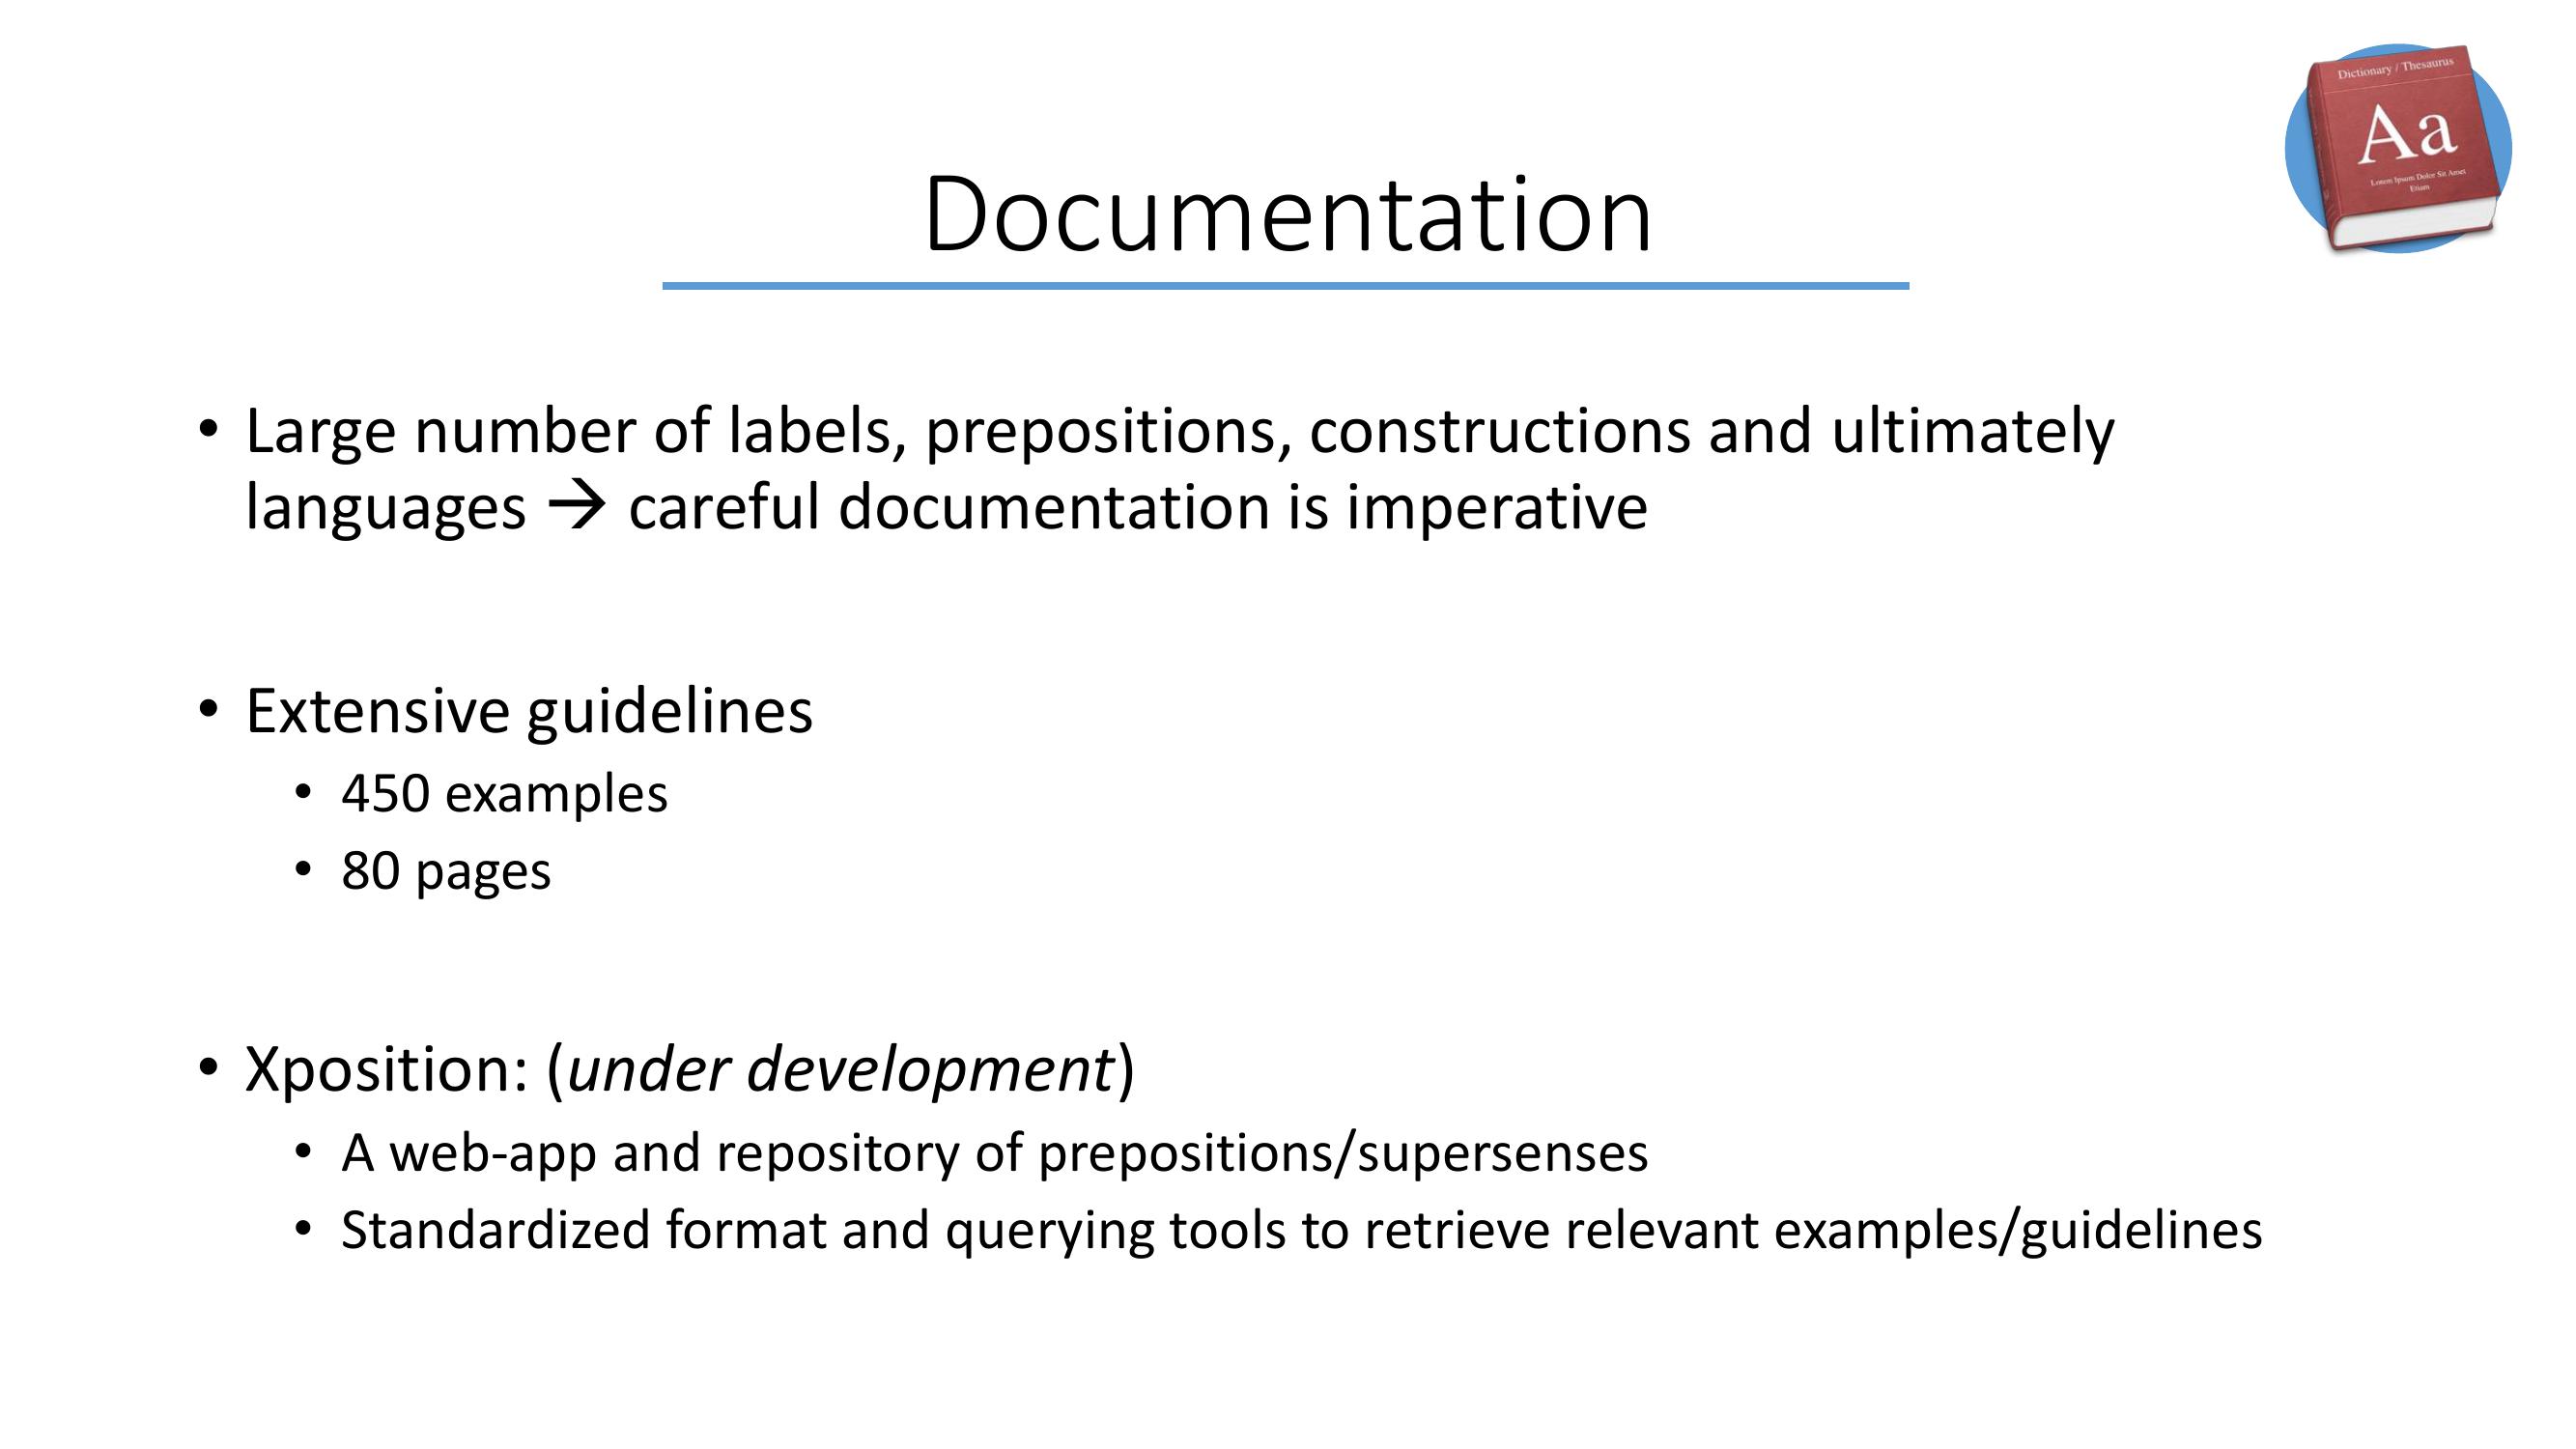 Dictionary / Thesaurus
Aa
Lorem Ipsum Dolor Sit Amet
Etiam
Documentation
• Large number of labels, prepositions, constructions and ultimately
languages → careful documentation is imperative
• Extensive guidelines
• 450 examples
• 80 pages
• Xposition: (under development)
• A web-app and repository of prepositions/supersenses
• Standardized format and querying tools to retrieve relevant examples/guidelines